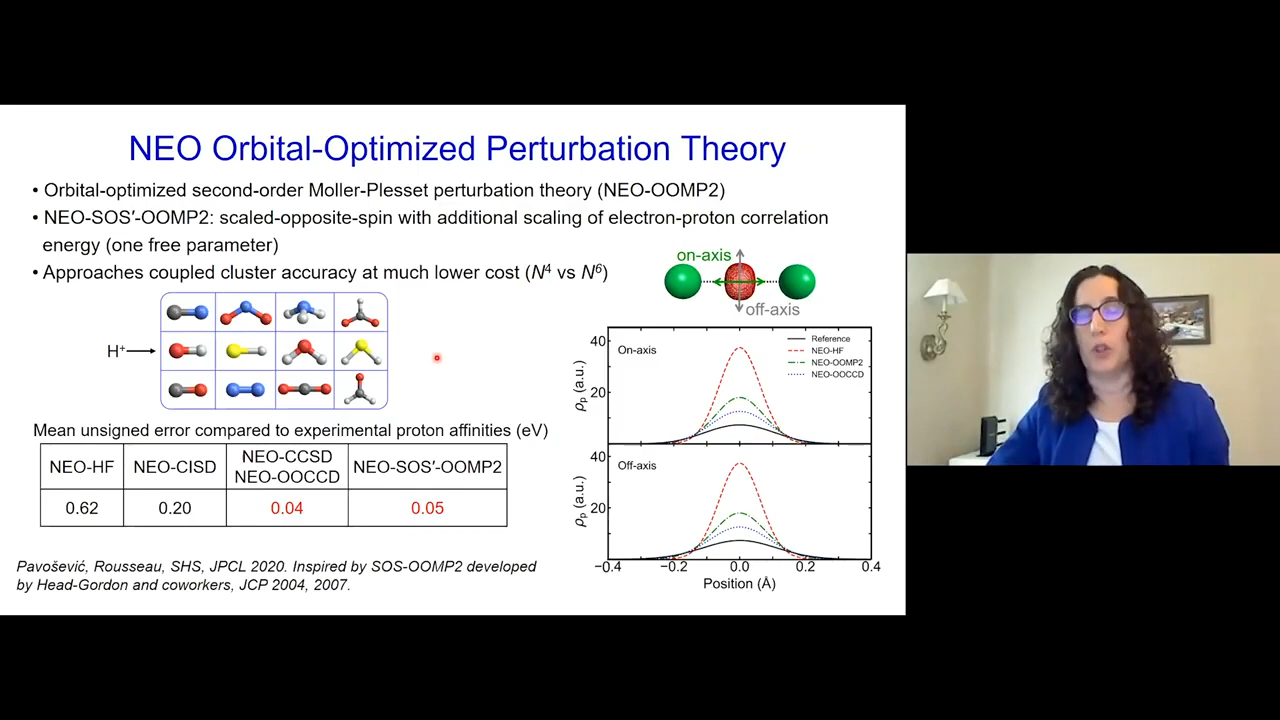 NEO Orbital-Optimized Perturbation Theory
• Orbital-optimized second-order Moller-Plesset perturbation theory (NEO-OOMP2)
• NEO-SOS′-OOMP2: scaled-opposite-spin with additional scaling of electron-proton correlation
energy (one free parameter)
• Approaches coupled cluster accuracy at much lower cost (N⁴ vs N⁶)
on-axis
off-axis
H⁺
Mean unsigned error compared to experimental proton affinities (eV)
NEO-HF
NEO-CISD
NEO-CCSD
NEO-OOCCD
NEO-SOS′-OOMP2
0.62
0.20
0.04
0.05
Pavošević, Rousseau, SHS, JPCL 2020. Inspired by SOS-OOMP2 developed
by Head-Gordon and coworkers, JCP 2004, 2007.
On-axis
Reference
NEO-HF
NEO-OOMP2
NEO-OOCCD
40
20
ρp (a.u.)
Off-axis
40
20
ρp (a.u.)
−0.4 −0.2 0.0 0.2 0.4
Position (Å)